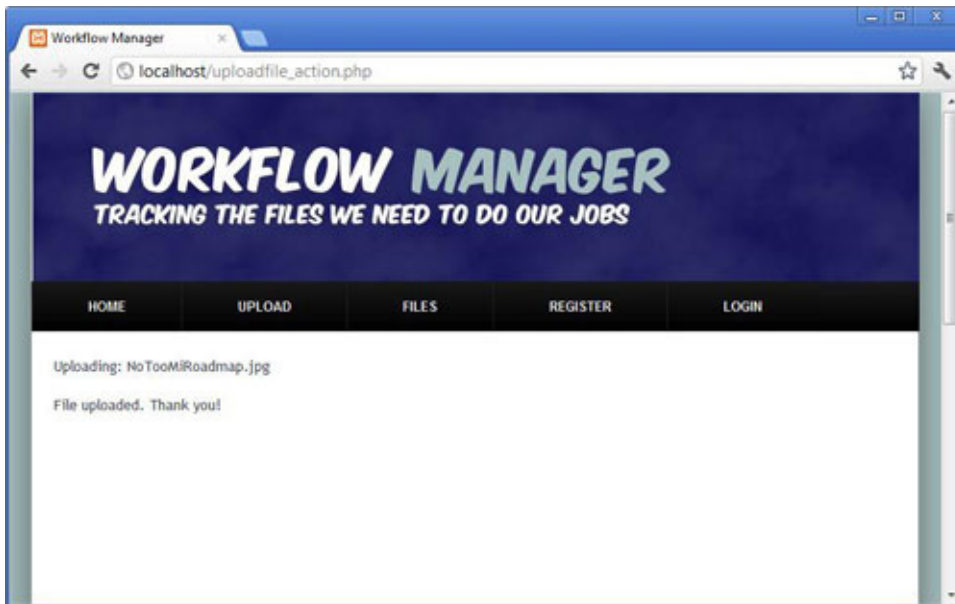 Workflow Manager
localhost/uploadfile_action.php
WORKFLOW MANAGER
TRACKING THE FILES WE NEED TO DO OUR JOBS
HOME UPLOAD FILES REGISTER LOGIN
Uploading: NoTooMiRoadmap.jpg
File uploaded. Thank you!